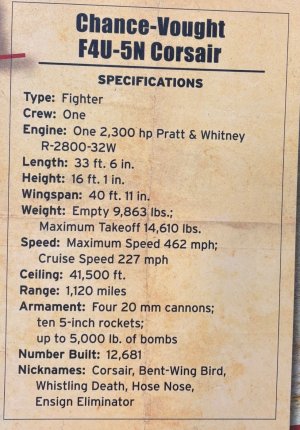 Chance-Vought
F4U-5N Corsair
SPECIFICATIONS
Type: Fighter
Crew: One
Engine: One 2,300 hp Pratt & Whitney
R-2800-32W
Length: 33 ft. 6 in.
Height: 16 ft. 1 in.
Wingspan: 40 ft. 11 in.
Weight: Empty 9,863 lbs.;
Maximum Takeoff 14,610 lbs.
Speed: Maximum Speed 462 mph;
Cruise Speed 227 mph
Ceiling: 41,500 ft.
Range: 1,120 miles
Armament: Four 20 mm cannons;
ten 5-inch rockets;
up to 5,000 lb. of bombs
Number Built: 12,681
Nicknames: Corsair, Bent-Wing Bird,
Whistling Death, Hose Nose,
Ensign Eliminator